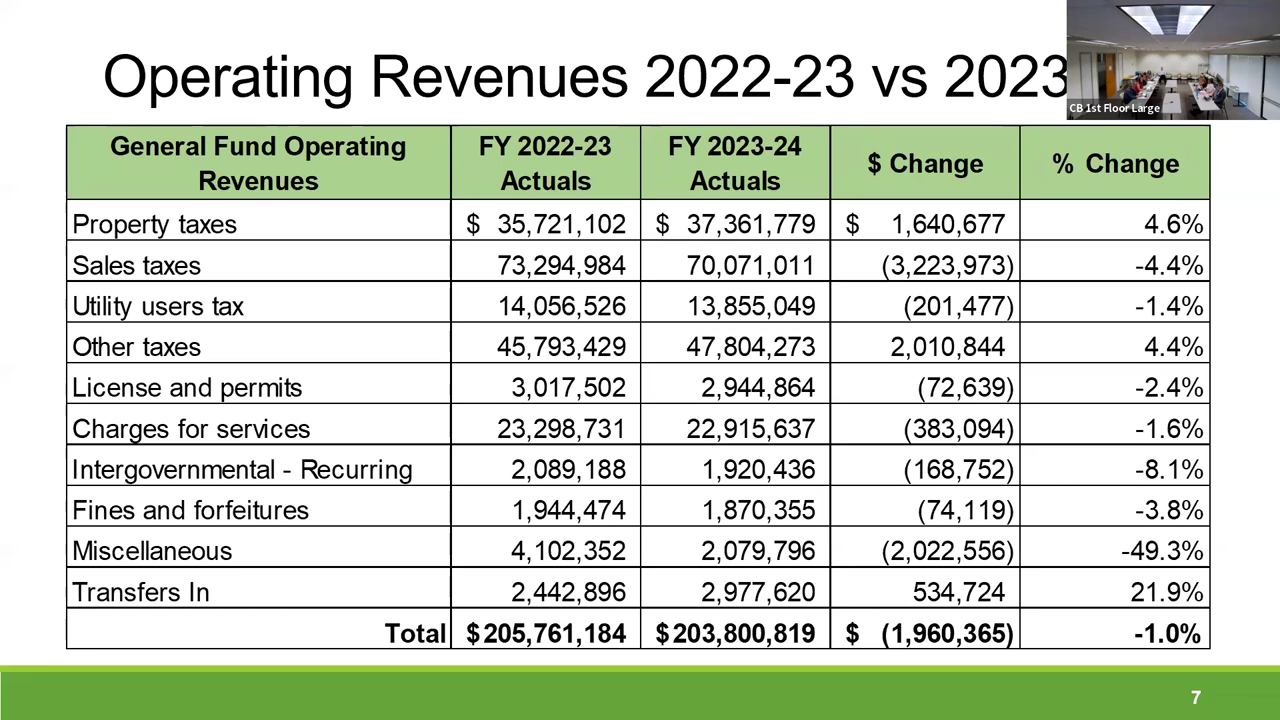 Operating Revenues 2022-23 vs 2023
CB 1st Floor Large
General Fund Operating Revenues FY 2022-23 Actuals FY 2023-24 Actuals $ Change % Change
Property taxes $ 35,721,102 $ 37,361,779 $ 1,640,677 4.6%
Sales taxes 73,294,984 70,071,011 (3,223,973) -4.4%
Utility users tax 14,056,526 13,855,049 (201,477) -1.4%
Other taxes 45,793,429 47,804,273 2,010,844 4.4%
License and permits 3,017,502 2,944,864 (72,639) -2.4%
Charges for services 23,298,731 22,915,637 (383,094) -1.6%
Intergovernmental - Recurring 2,089,188 1,920,436 (168,752) -8.1%
Fines and forfeitures 1,944,474 1,870,355 (74,119) -3.8%
Miscellaneous 4,102,352 2,079,796 (2,022,556) -49.3%
Transfers In 2,442,896 2,977,620 534,724 21.9%
Total $205,761,184 $203,800,819 $ (1,960,365) -1.0%
7